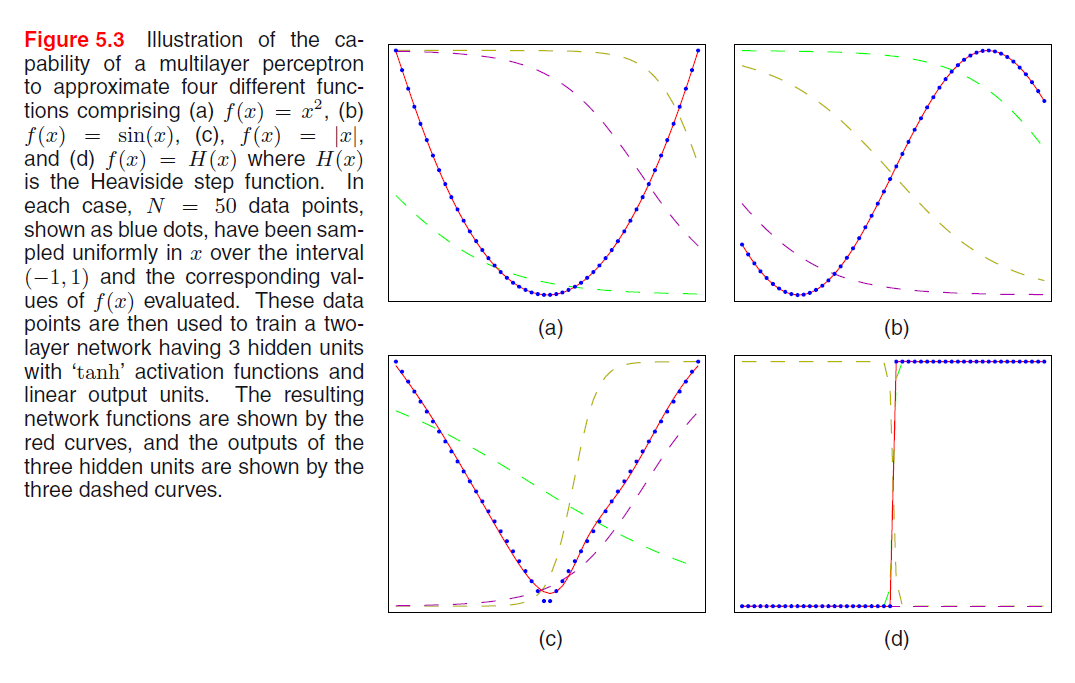 Figure 5.3 Illustration of the ca-
pability of a multilayer perceptron
to approximate four different func-
tions comprising (a) f(x) = x², (b)
f(x) = sin(x), (c), f(x) = |x|,
and (d) f(x) = H(x) where H(x)
is the Heaviside step function. In
each case, N = 50 data points,
shown as blue dots, have been sam-
pled uniformly in x over the interval
(−1, 1) and the corresponding val-
ues of f(x) evaluated. These data
points are then used to train a two-
layer network having 3 hidden units
with ‘tanh’ activation functions and
linear output units. The resulting
network functions are shown by the
red curves, and the outputs of the
three hidden units are shown by the
three dashed curves.
(a)
(b)
(c)
(d)